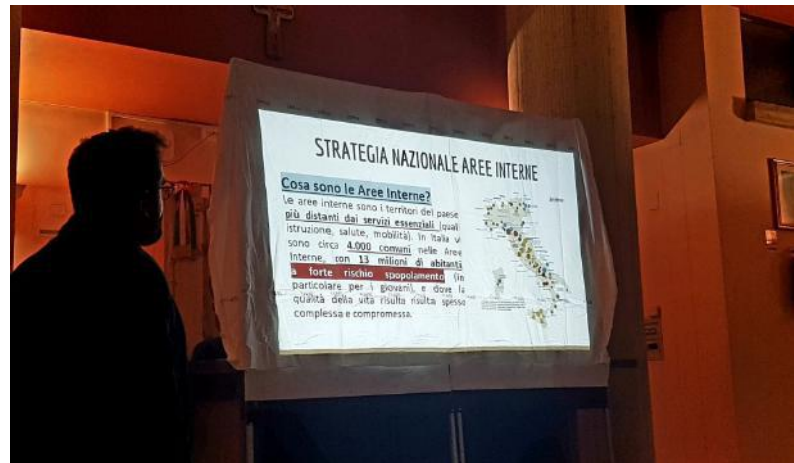 STRATEGIA NAZIONALE AREE INTERNE
Cosa sono le Aree Interne?
Le aree interne sono i territori del paese
più distanti dai servizi essenziali (quali
istruzione, salute, mobilità). In Italia vi
sono circa 4.000 comuni nelle Aree
Interne, con 13 milioni di abitanti
a forte rischio spopolamento (in
particolare per i giovani), e dove la
qualità della vita risulta risulta spesso
complessa e compromessa.